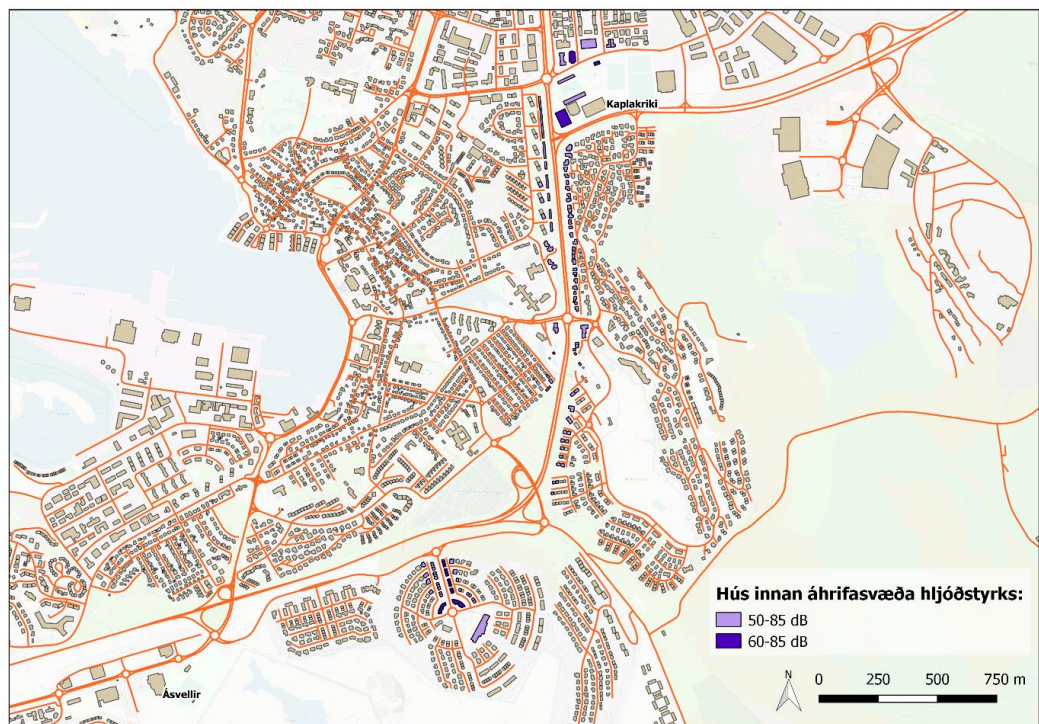 Kaplakriki
Ásvellir
Hús innan áhrifasvæða hljóðstyrks:
50-85 dB
60-85 dB
N
0 250 500 750 m